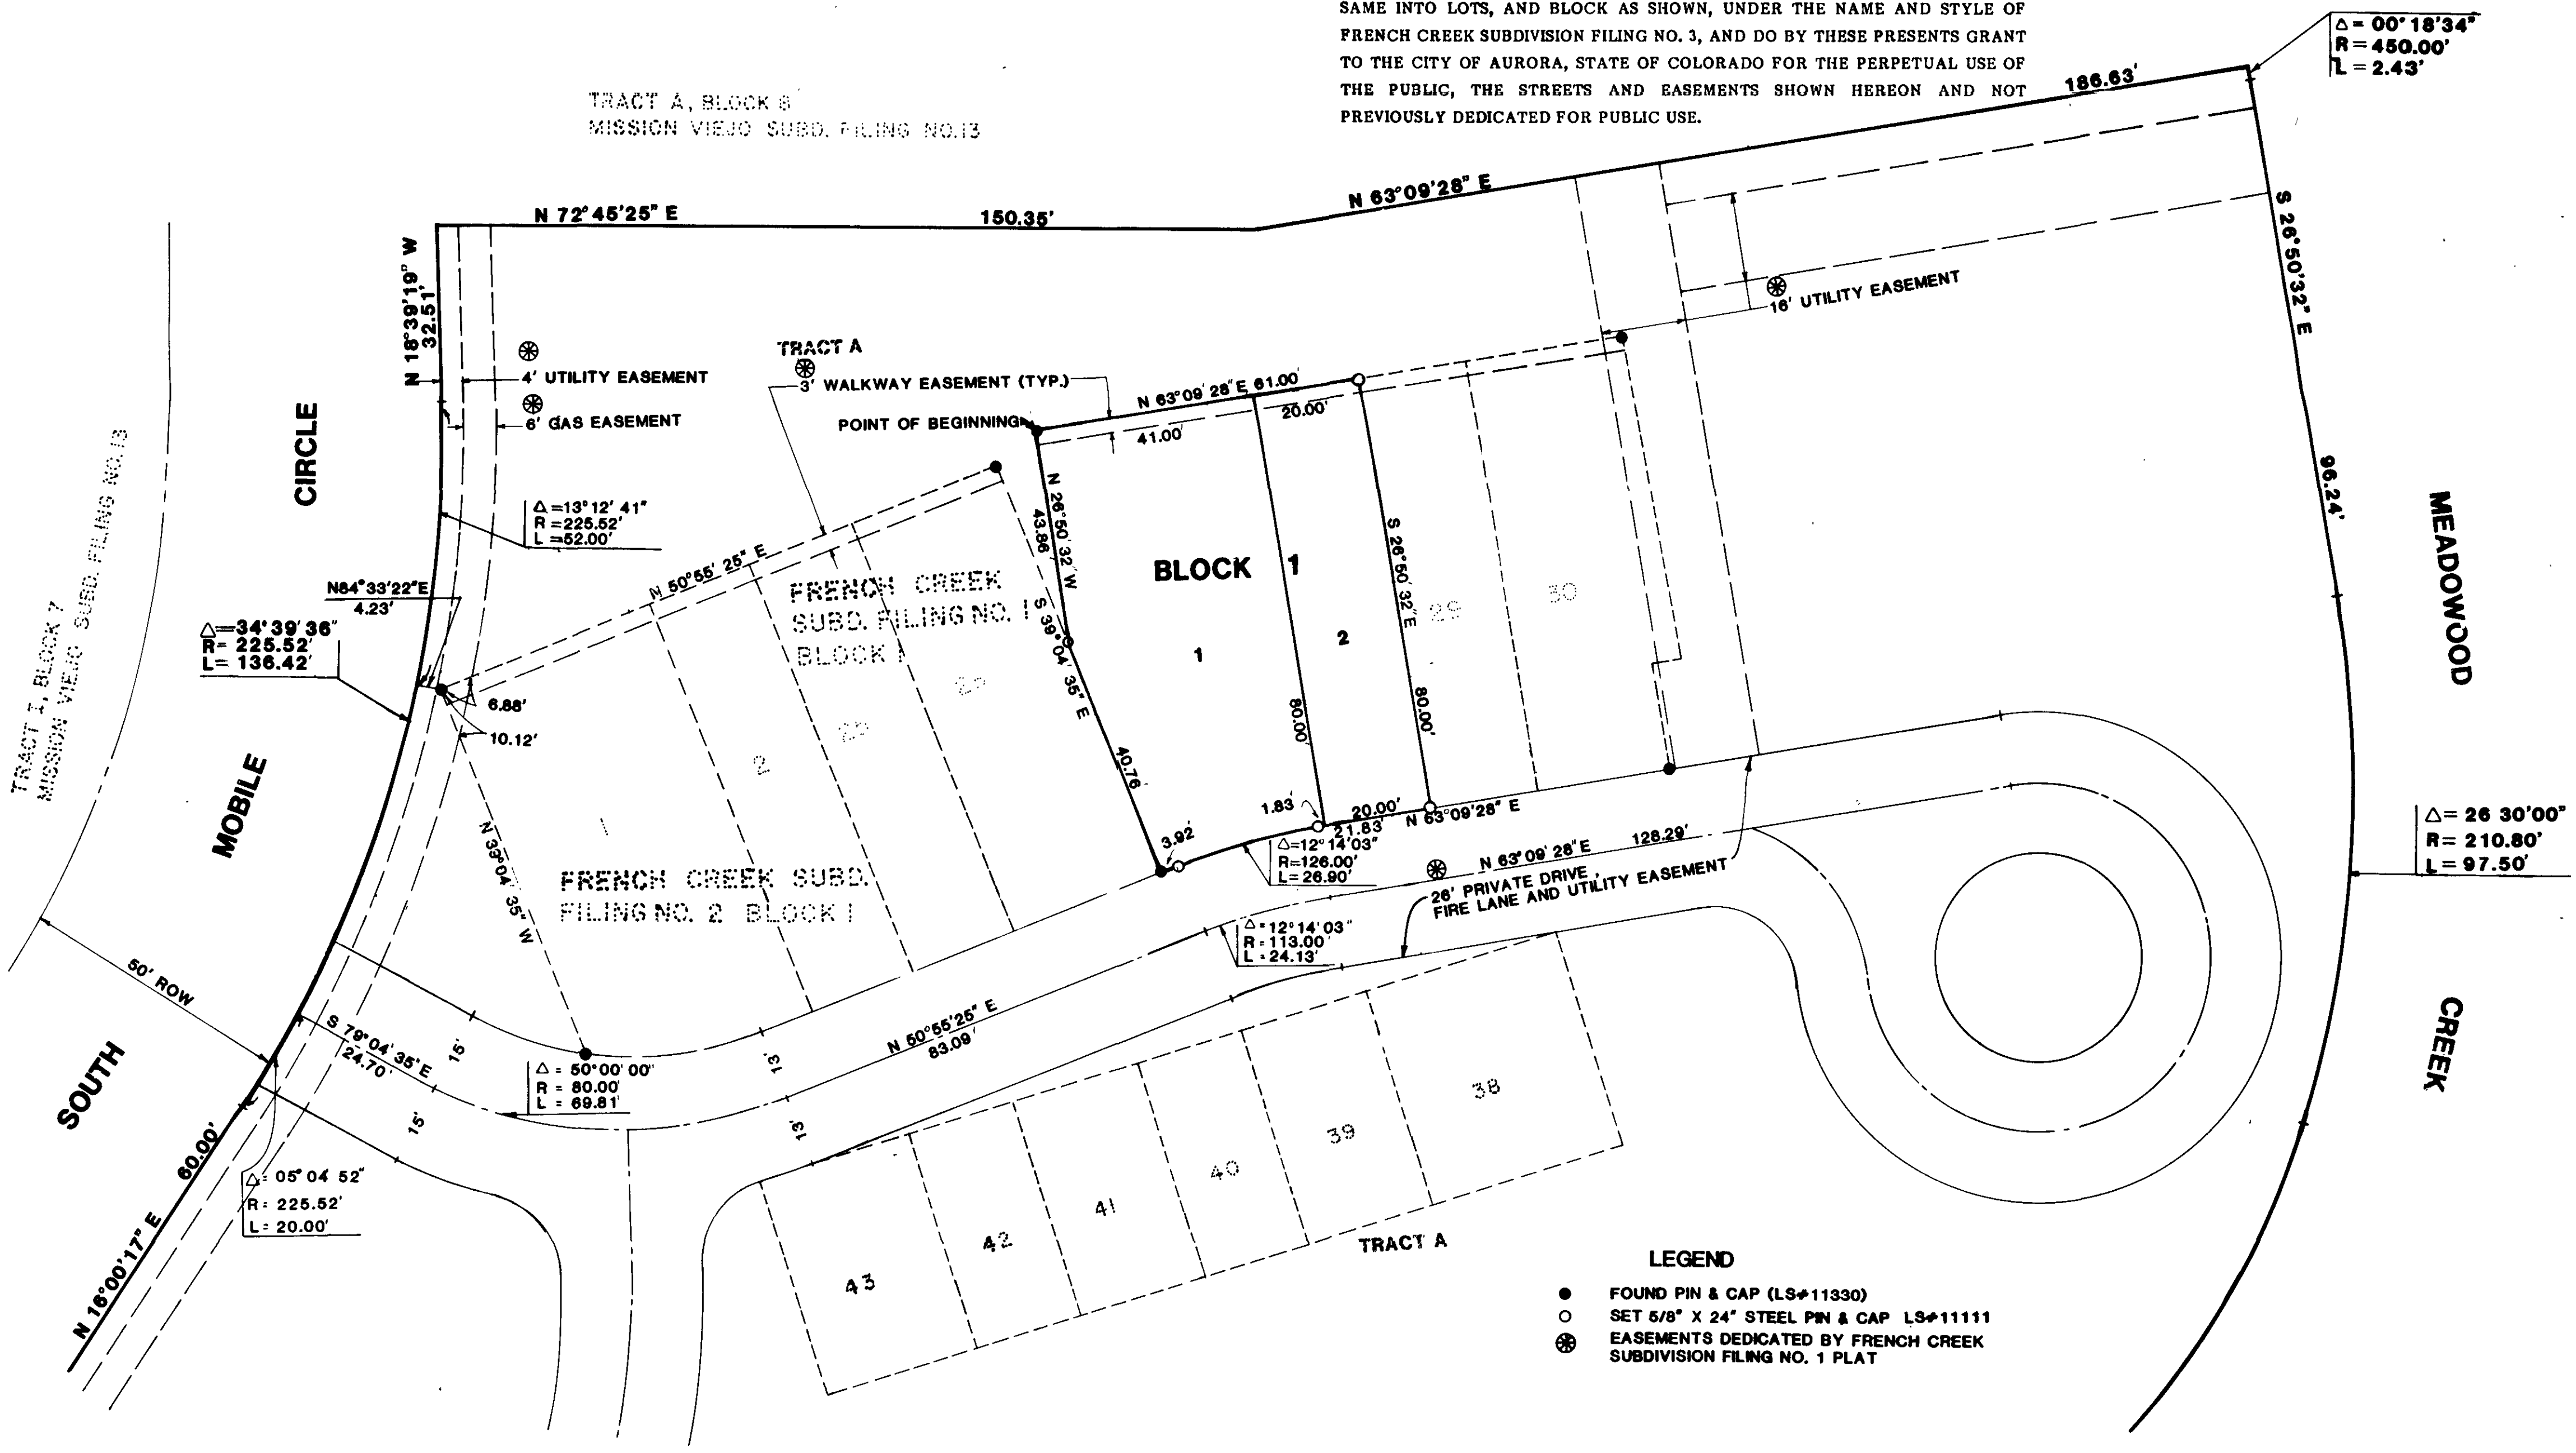 SAME INTO LOTS, AND BLOCK AS SHOWN, UNDER THE NAME AND STYLE OF
FRENCH CREEK SUBDIVISION FILING NO. 3, AND DO BY THESE PRESENTS GRANT
TO THE CITY OF AURORA, STATE OF COLORADO FOR THE PERPETUAL USE OF
THE PUBLIC, THE STREETS AND EASEMENTS SHOWN HEREON AND NOT
PREVIOUSLY DEDICATED FOR PUBLIC USE.
Δ= 00°18'34"
R=450.00'
L=2.43'
186.63'
TRACT A, BLOCK 8
MISSION VIEJO SUBD. FILING NO.13
N 63°09'28" E
N 72°45'25" E
150.35'
S 26°50'32" E
96.24'
N 18°39'19" W
32.51'
16' UTILITY EASEMENT
TRACT A
3' WALKWAY EASEMENT (TYP.)
4' UTILITY EASEMENT
6' GAS EASEMENT
POINT OF BEGINNING
N 63°09' 28" E 61.00'
20.00'
41.00'
CIRCLE
TRACT I, BLOCK 7
MISSION VIEJO SUBD. FILING NO.13
Δ=13°12' 41"
R=225.52'
L=52.00'
N 26°50' 32" W
43.86'
S 26°50' 32" E
80.00'
MEADOWOOD
N 50°55' 25" E
FRENCH CREEK
SUBD. FILING NO. 1
BLOCK 1
BLOCK 1
1
2
29
30
N84°33'22"E
4.23'
Δ=34°39'36"
R= 225.52'
L= 136.42'
S 39°04' 35" E
40.76'
80.00'
6.88'
10.12'
2
MOBILE
1.83'
20.00'
21.83'
N 63°09'28" E
3.92'
Δ=12°14'03"
R=126.00'
L=26.90'
N 63°09' 28" E 128.29'
26' PRIVATE DRIVE,
FIRE LANE AND UTILITY EASEMENT
Δ= 26 30'00"
R= 210.80'
L= 97.50'
1
N 39°04' 35" W
FRENCH CREEK SUBD.
FILING NO. 2 BLOCK 1
Δ=12°14'03"
R=113.00'
L=24.13'
50' ROW
S 79°04' 35" E
24.70'
15'
15'
13'
13'
N 50°55'25" E
83.09'
Δ= 50°00'00"
R= 80.00'
L= 69.81'
SOUTH
CREEK
60.00'
N 16°00'17" E
Δ= 05°04 52"
R= 225.52'
L= 20.00'
38
39
40
41
42
43
TRACT A
LEGEND
FOUND PIN & CAP (LS#11330)
SET 5/8" X 24" STEEL PIN & CAP LS#11111
EASEMENTS DEDICATED BY FRENCH CREEK
SUBDIVISION FILING NO. 1 PLAT